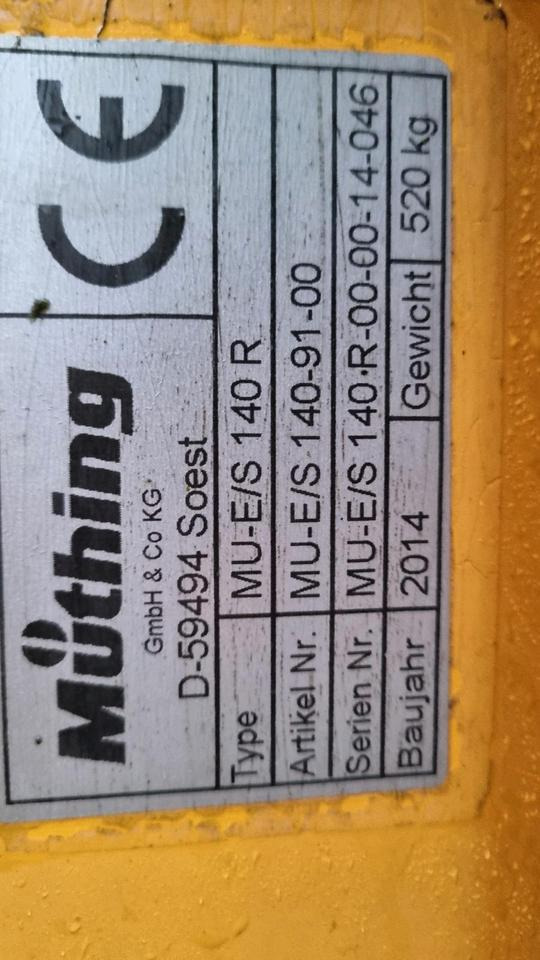 Müthing
GmbH & Co KG
D-59494 Soest
CE
Type MU-E/S 140 R
Artikel Nr. MU-E/S 140-91-00
Serien Nr. MU-E/S 140·R-00-00-14-046
Baujahr 2014 Gewicht 520 kg